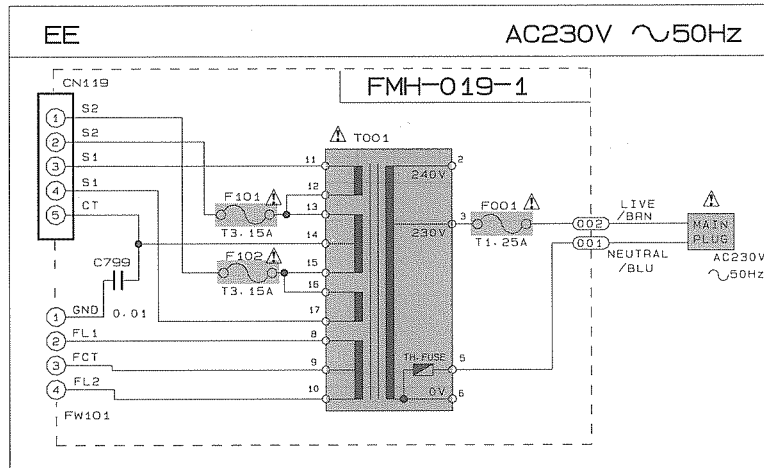 EE
AC230V ∿50Hz
FMH-019-1
CN119
1 S2
2 S2
3 S1
4 S1
5 CT
C799
0.01
1 GND
2 FL1
3 FCT
4 FL2
FW101
F101
T3.15A
F102
T3.15A
T001
11
12
13
14
15
16
17
8
9
10
2
240V
3
230V
TH-FUSE
5
0V
6
F001
T1.25A
002
001
LIVE
/BRN
NEUTRAL
/BLU
MAIN
PLUG
AC230V
∿50Hz